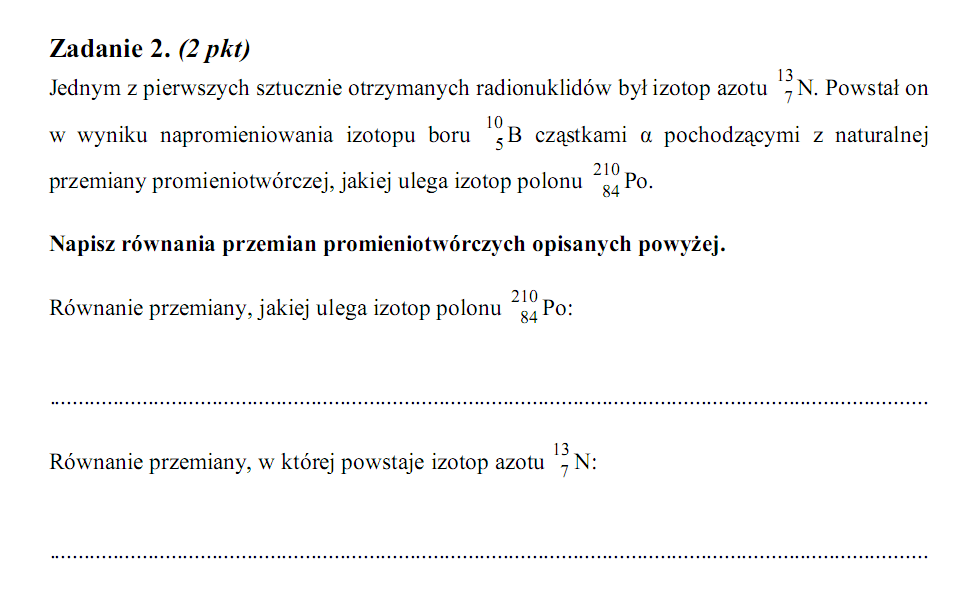 Zadanie 2. (2 pkt)
Jednym z pierwszych sztucznie otrzymanych radionuklidów był izotop azotu ¹³₇N. Powstał on
w wyniku napromieniowania izotopu boru ¹⁰₅B cząstkami α pochodzącymi z naturalnej
przemiany promieniotwórczej, jakiej ulega izotop polonu ²¹⁰₈₄Po.
Napisz równania przemian promieniotwórczych opisanych powyżej.
Równanie przemiany, jakiej ulega izotop polonu ²¹⁰₈₄Po:
................................................................................
Równanie przemiany, w której powstaje izotop azotu ¹³₇N:
................................................................................